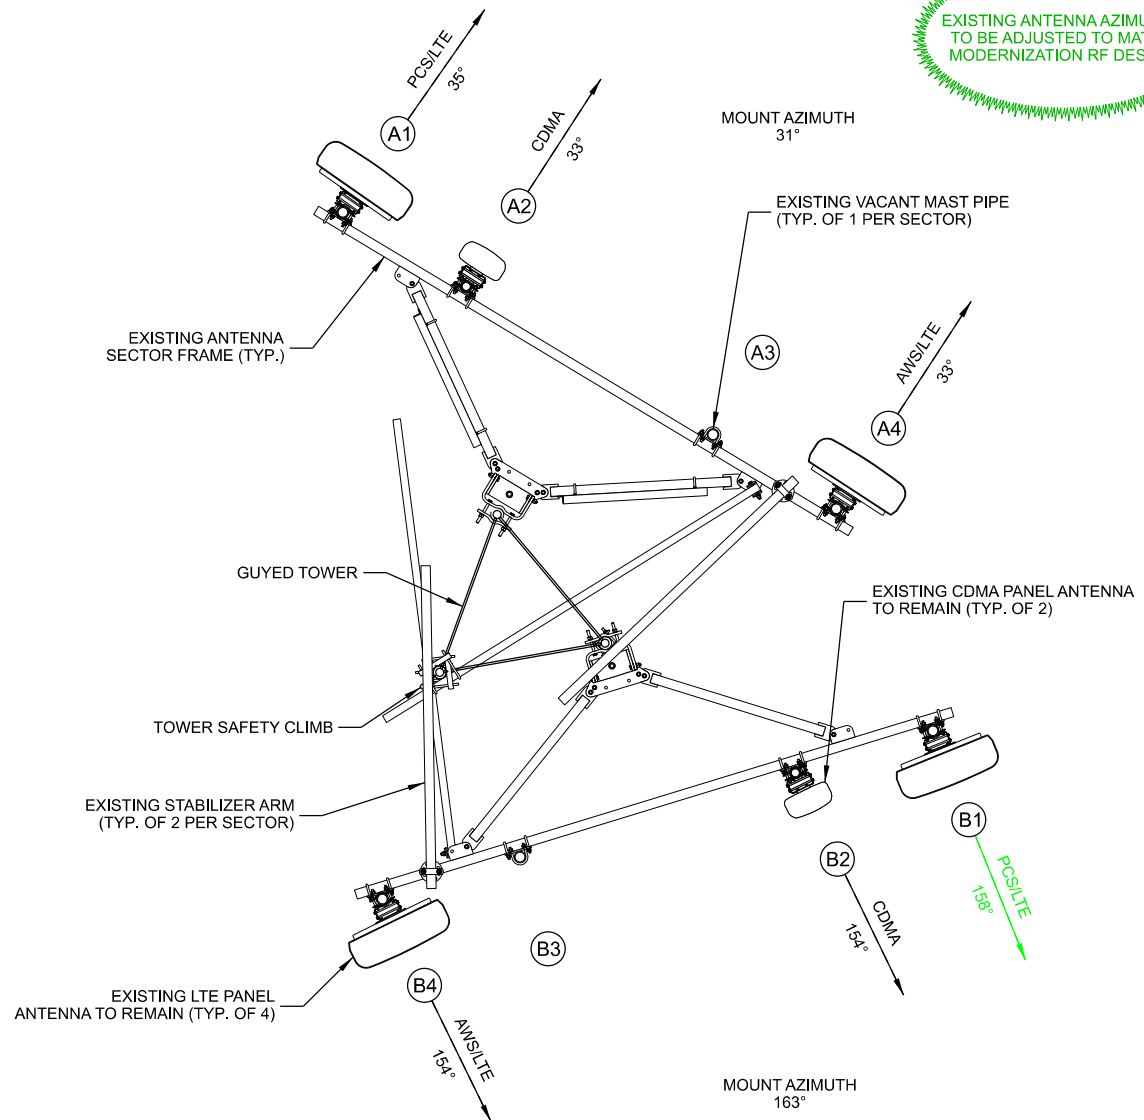 EXISTING ANTENNA
TO BE ADJUSTED TO
MODERNIZATION RF
PCS/LTE
35°
A1
CDMA
33°
A2
MOUNT AZIMUTH
31°
EXISTING VACANT MAST PIPE
(TYP. OF 1 PER SECTOR)
EXISTING ANTENNA
SECTOR FRAME (TYP.)
A3
AWS/LTE
33°
A4
GUYED TOWER
EXISTING CDMA PANEL ANTENNA
TO REMAIN (TYP. OF 2)
TOWER SAFETY CLIMB
EXISTING STABILIZER ARM
(TYP. OF 2 PER SECTOR)
B1
PCS/LTE
158°
B2
CDMA
154°
B3
EXISTING LTE PANEL
ANTENNA TO REMAIN (TYP. OF 4)
B4
AWS/LTE
154°
MOUNT AZIMUTH
163°